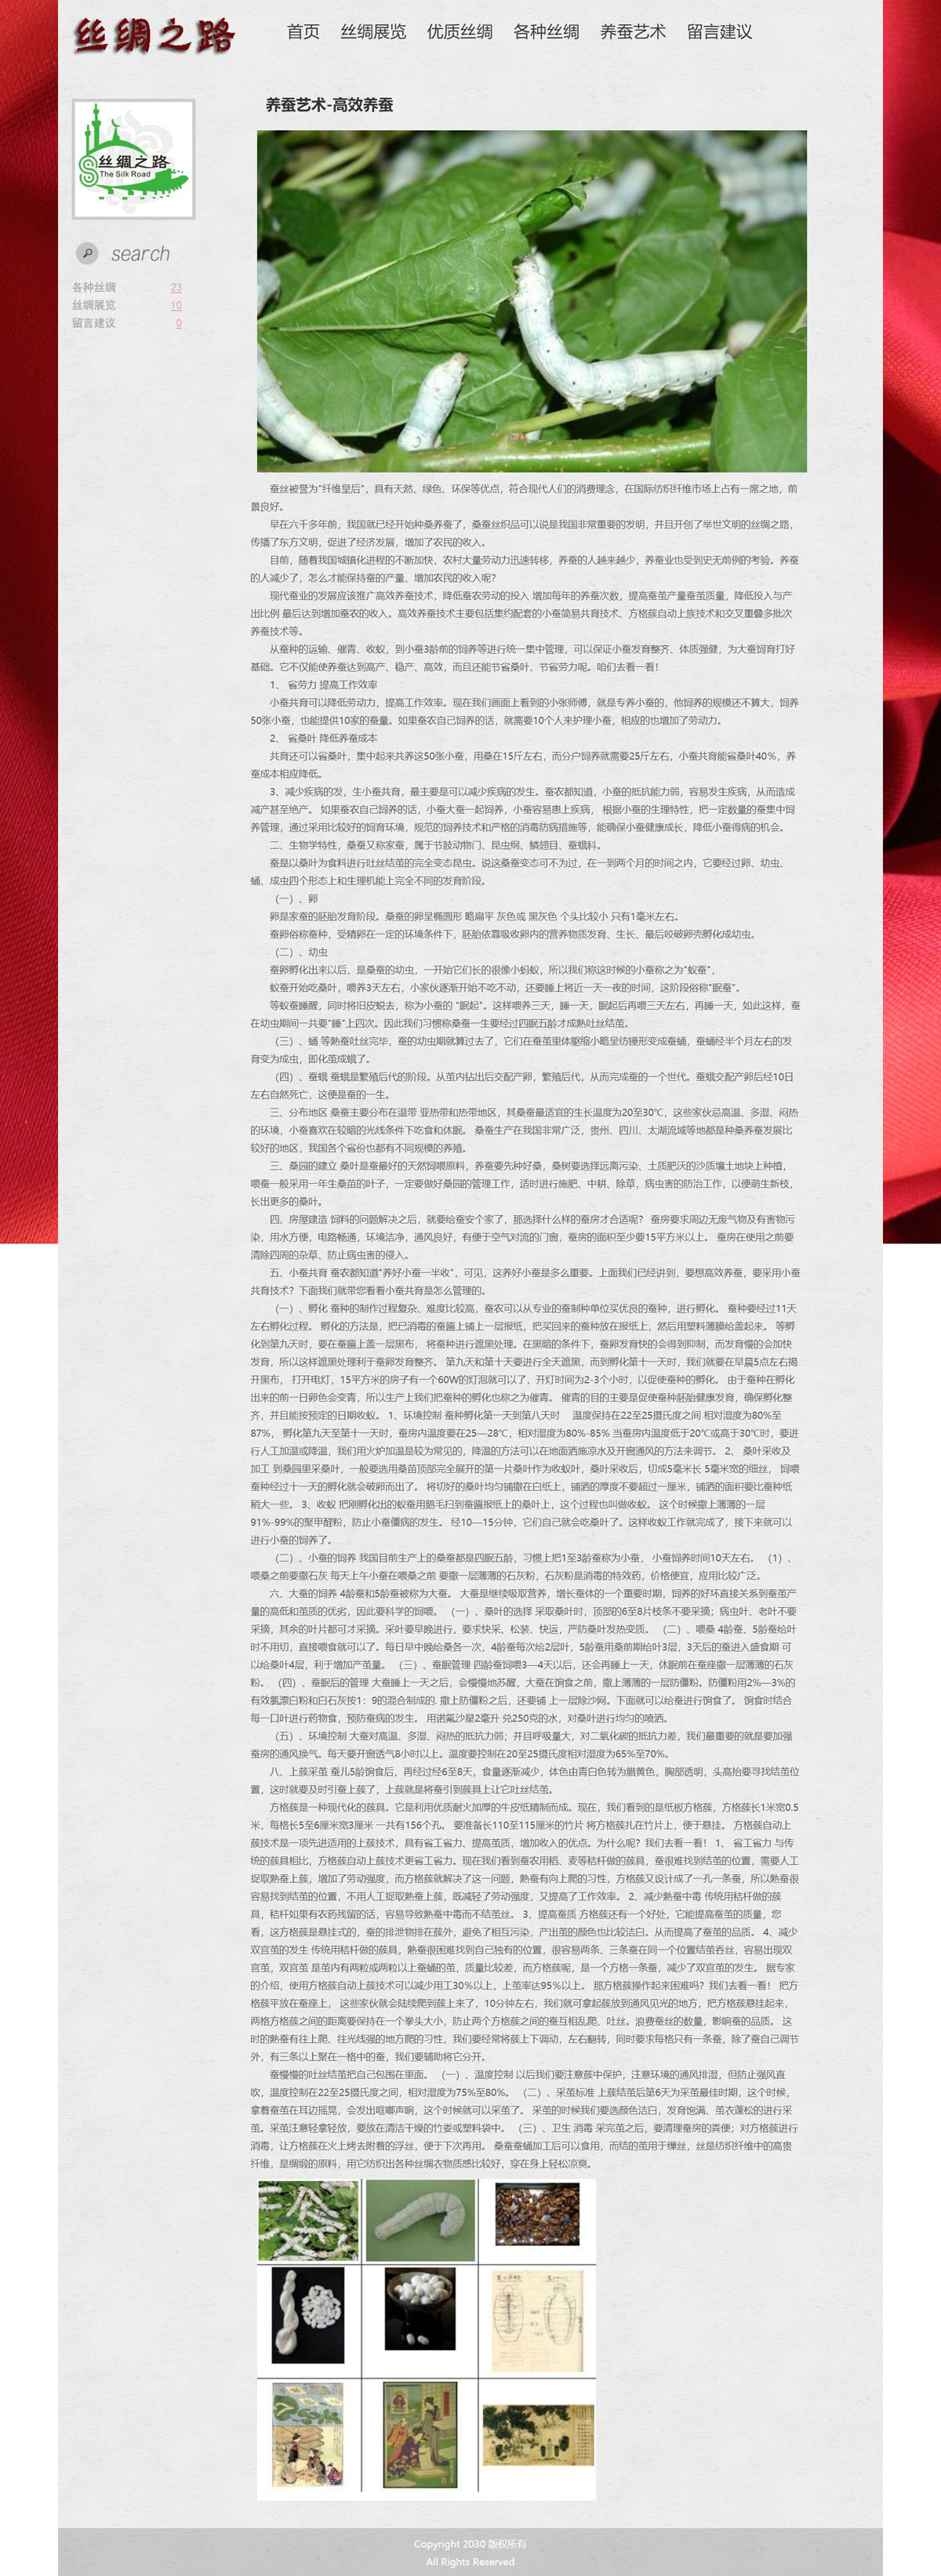 丝绸之路
首页 丝绸展览 优质丝绸 各种丝绸 养蚕艺术 留言建议
养蚕艺术-高效养蚕
丝绸之路
The Silk Road
search
各种丝绸 23
丝绸展览 10
留言建议 0
蚕丝被誉为"纤维皇后"，具有天然、绿色、环保等优点，符合现代人们的消费理念，在国际纺织纤维市场上占有一席之地，前
景良好。
早在六千多年前，我国就已经开始种桑养蚕了，桑蚕丝织品可以说是我国非常重要的发明，并且开创了举世文明的丝绸之路，
传播了东方文明，促进了经济发展，增加了农民的收入。
目前，随着我国城镇化进程的不断加快，农村大量劳动力迅速转移，养蚕的人越来越少，养蚕业也受到史无前例的考验。养蚕
的人减少了，怎么才能保持蚕的产量、增加农民的收入呢？
现代蚕业的发展应该推广高效养蚕技术，降低蚕农劳动的投入 增加每年的养蚕次数，提高蚕茧产量蚕茧质量，降低投入与产
出比例 最后达到增加蚕农的收入。高效养蚕技术主要包括集约配套的小蚕简易共育技术、方格蔟自动上族技术和交叉重叠多批次
养蚕技术等。
从蚕种的运输、催青、收蚁，到小蚕3龄前的饲养等进行统一集中管理，可以保证小蚕发育整齐、体质强健，为大蚕饲育打好
基础。它不仅能使养蚕达到高产、稳产、高效，而且还能节省桑叶、节省劳力呢。咱们去看一看！
1、 省劳力 提高工作效率
小蚕共育可以降低劳动力，提高工作效率。现在我们画面上看到的小张师傅，就是专养小蚕的，他饲养的规模还不算大，饲养
50张小蚕，也能提供10家的蚕量。如果蚕农自己饲养的话，就需要10个人来护理小蚕，相应的也增加了劳动力。
2、 省桑叶 降低养蚕成本
共育还可以省桑叶，集中起来共养这50张小蚕，用桑在15斤左右，而分户饲养就需要25斤左右，小蚕共育能省桑叶40%，养
蚕成本相应降低。
3、减少疾病的发，生小蚕共育，最主要是可以减少疾病的发生。蚕农都知道，小蚕的抵抗能力弱，容易发生疾病，从而造成
减产甚至绝产。 如果蚕农自己饲养的话，小蚕大蚕一起饲养，小蚕容易患上疾病， 根据小蚕的生理特性，把一定数量的蚕集中饲
养管理，通过采用比较好的饲育环境，规范的饲养技术和严格的消毒防病措施等，能确保小蚕健康成长，降低小蚕得病的机会。
二、生物学特性，桑蚕又称家蚕，属于节肢动物门、昆虫纲、鳞翅目、蚕蛾科。
蚕是以桑叶为食料进行吐丝结茧的完全变态昆虫。说这桑蚕变态可不为过，在一到两个月的时间之内，它要经过卵、幼虫、
蛹、成虫四个形态上和生理机能上完全不同的发育阶段。
（一）、卵
卵是家蚕的胚胎发育阶段。桑蚕的卵呈椭圆形 略扁平 灰色或 黑灰色 个头比较小 只有1毫米左右。
蚕卵俗称蚕种，受精卵在一定的环境条件下，胚胎依靠吸收卵内的营养物质发育、生长、最后咬破卵壳孵化成幼虫。
（二）、幼虫
蚕卵孵化出来以后，是桑蚕的幼虫，一开始它们长的很像小蚂蚁，所以我们称这时候的小蚕称之为"蚁蚕"，
蚁蚕开始吃桑叶，喂养3天左右，小家伙逐渐开始不吃不动，还要睡上将近一天一夜的时间，这阶段俗称"眠蚕"。
等蚁蚕睡醒，同时将旧皮蜕去，称为小蚕的 "眠起"。这样喂养三天，睡一天，眠起后再喂三天左右，再睡一天，如此这样，蚕
在幼虫期间一共要"睡"上四次。因此我们习惯称桑蚕一生要经过四眠五龄才成熟吐丝结茧。
（三）、蛹 等熟蚕吐丝完毕，蚕的幼虫期就算过去了，它们在蚕茧里体躯缩小略呈纺锤形变成蚕蛹，蚕蛹经半个月左右的发
育变为成虫，即化茧成蛾了。
（四）、蚕蛾 蚕蛾是繁殖后代的阶段。从茧内钻出后交配产卵，繁殖后代，从而完成蚕的一个世代。蚕蛾交配产卵后经10日
左右自然死亡，这便是蚕的一生。
三、分布地区 桑蚕主要分布在温带 亚热带和热带地区，其桑蚕最适宜的生长温度为20至30℃，这些家伙忌高温、多湿、闷热
的环境，小蚕喜欢在较暗的光线条件下吃食和休眠。 桑蚕生产在我国非常广泛，贵州、四川、太湖流域等地都是种桑养蚕发展比
较好的地区，我国各个省份也都有不同规模的养殖。
三、桑园的建立 桑叶是蚕最好的天然饲喂原料，养蚕要先种好桑，桑树要选择远离污染、土质肥沃的沙质壤土地块上种植，
喂蚕一般采用一年生桑苗的叶子，一定要做好桑园的管理工作，适时进行施肥、中耕、除草，病虫害的防治工作，以便萌生新枝，
长出更多的桑叶。
四、房屋建造 饲料的问题解决之后，就要给蚕安个家了，那选择什么样的蚕房才合适呢？ 蚕房要求周边无废气物及有害物污
染，用水方便，电路畅通，环境洁净，通风良好，有便于空气对流的门窗，蚕房的面积至少要15平方米以上。 蚕房在使用之前要
清除四周的杂草、防止病虫害的侵入。
五、小蚕共育 蚕农都知道"养好小蚕一半收"，可见，这养好小蚕是多么重要。上面我们已经讲到，要想高效养蚕，要采用小蚕
共育技术？下面我们就带您看看小蚕共育是怎么管理的。
（一）、孵化 蚕种的制作过程复杂、难度比较高，蚕农可以从专业的蚕制种单位买优良的蚕种，进行孵化。 蚕种要经过11天
左右孵化过程。 孵化的方法是，把已消毒的蚕匾上铺上一层报纸，把买回来的蚕种放在报纸上，然后用塑料薄膜给盖起来。 等孵
化到第九天时，要在蚕匾上盖一层黑布， 将蚕种进行遮黑处理。在黑暗的条件下，蚕卵发育快的会得到抑制，而发育慢的会加快
发育，所以这样遮黑处理利于蚕卵发育整齐。 第九天和第十天要进行全天遮黑，而到孵化第十一天时，我们就要在早晨5点左右揭
开黑布， 打开电灯，15平方米的房子有一个60W的灯泡就可以了，开灯时间为2-3个小时，以促使蚕种的孵化。 由于蚕种在孵化
出来的前一日卵色会变青，所以生产上我们把蚕种的孵化也称之为催青。 催青的目的主要是促使蚕种胚胎健康发育，确保孵化整
齐，并且能按预定的日期收蚁。 1、环境控制 蚕种孵化第一天到第八天时 温度保持在22至25摄氏度之间 相对湿度为80%至
87%， 孵化第九天至第十一天时，蚕房内温度要在25—28℃，相对湿度为80%-85% 当蚕房内温度低于20℃或高于30℃时，要进
行人工加温或降温，我们用火炉加温是较为常见的，降温的方法可以在地面洒施凉水及开窗通风的方法来调节。 2、 桑叶采收及
加工 到桑园里采桑叶，一般要选用桑苗顶部完全展开的第一片桑叶作为收蚁叶，桑叶采收后，切成5毫米长 5毫米宽的细丝， 饲喂
蚕种经过十一天的孵化就会破卵而出了。 将切好的桑叶均匀铺撒在白纸上，铺洒的厚度不要超过一厘米，铺洒的面积要比蚕种纸
稍大一些。 3、收蚁 把刚孵化出的蚁蚕用鹅毛扫到蚕匾报纸上的桑叶上，这个过程也叫做收蚁。 这个时候撒上薄薄的一层
91%-99%的聚甲醛粉，防止小蚕僵病的发生。 经10—15分钟，它们自己就会吃桑叶了。这样收蚁工作就完成了，接下来就可以
进行小蚕的饲养了。
（二）、小蚕的饲养 我国目前生产上的桑蚕都是四眠五龄，习惯上把1至3龄蚕称为小蚕， 小蚕饲养时间10天左右。 （1）、
喂桑之前要撒石灰 每天上午小蚕在喂桑之前 要撒一层薄薄的石灰粉，石灰粉是消毒的特效药，价格便宜，应用比较广泛。
六、大蚕的饲养 4龄蚕和5龄蚕被称为大蚕。 大蚕是继续吸取营养，增长蚕体的一个重要时期，饲养的好坏直接关系到蚕茧产
量的高低和茧质的优劣，因此要科学的饲喂。 （一）、桑叶的选择 采取桑叶时，顶部的6至8片枝条不要采摘；病虫叶、老叶不要
采摘，其余的叶片都可才采摘。采叶要早晚进行，要求快采、松装、快运，严防桑叶发热变质。 （二）、喂桑 4龄蚕、5龄蚕给叶
时不用切，直接喂食就可以了。每日早中晚给桑各一次，4龄蚕每次给2层叶，5龄蚕用桑前期给叶3层，3天后的蚕进入盛食期 可
以给桑叶4层，利于增加产茧量。 （三）、蚕眠管理 四龄蚕饲喂3—4天以后，还会再睡上一天，休眠前在蚕座撒一层薄薄的石灰
粉。 （四）、蚕眠后的管理 大蚕睡上一天之后，会慢慢地苏醒，大蚕在饷食之前，撒上薄薄的一层防僵粉。防僵粉用2%—3%的
有效氯漂白粉和白石灰按1：9的混合制成的. 撒上防僵粉之后，还要铺 上一层除沙网。下面就可以给蚕进行饷食了。 饷食时结合
每一口叶进行药物食，预防蚕病的发生。 用诺氟沙星2毫升 兑250克的水，对桑叶进行均匀的喷洒。
（五）、环境控制 大蚕对高温、多湿、闷热的抵抗力弱；并且呼吸量大，对二氧化碳的抵抗力差，我们最重要的就是要加强
蚕房的通风换气。每天要开窗透气8小时以上。温度要控制在20至25摄氏度相对湿度为65%至70%。
八、上蔟采茧 蚕儿5龄饷食后，再经过经6至8天，食量逐渐减少，体色由青白色转为腊黄色，胸部透明，头高抬要寻找结茧位
置，这时就要及时引蚕上蔟了，上蔟就是将蚕引到蔟具上让它吐丝结茧。
方格蔟是一种现代化的蔟具。它是利用优质耐火加厚的牛皮纸精制而成。现在，我们看到的是纸板方格蔟，方格蔟长1米宽0.5
米，每格长5至6厘米宽3厘米 一共有156个孔。 要准备长110至115厘米的竹片 将方格蔟扎在竹片上，便于悬挂。 方格蔟自动上
蔟技术是一项先进适用的上蔟技术，具有省工省力、提高茧质，增加收入的优点。为什么呢？我们去看一看！ 1、 省工省力 与传
统的蔟具相比，方格蔟自动上蔟技术更省工省力。现在我们看到蚕农用稻、麦等秸秆做的蔟具，蚕很难找到结茧的位置，需要人工
捉取熟蚕上蔟，增加了劳动强度，而方格蔟就解决了这一问题，熟蚕有向上爬的习性，方格蔟又设计成了一孔一条蚕，所以熟蚕很
容易找到结茧的位置，不用人工捉取熟蚕上蔟，既减轻了劳动强度，又提高了工作效率。 2、减少熟蚕中毒 传统用秸秆做的蔟
具，秸秆如果有农药残留的话，容易导致熟蚕中毒而不结茧丝。 3、提高蚕质 方格蔟还有一个好处，它能提高蚕茧的质量，您
看，这方格蔟是悬挂式的，蚕的排泄物排在蔟外，避免了相互污染，产出茧的颜色也比较洁白。从而提高了蚕茧的品质。 4、减少
双宫茧的发生 传统用秸秆做的蔟具，熟蚕很困难找到自己独有的位置，很容易两条、三条蚕在同一个位置结茧吞丝，容易出现双
宫茧，双宫茧 是茧内有两粒或两粒以上蚕蛹的茧，质量比较差，而方格蔟呢，是一个方格一条蚕，减少了双宫茧的发生。 据专家
的介绍，使用方格蔟自动上蔟技术可以减少用工30%以上，上茧率达95%以上。 那方格蔟操作起来困难吗？我们去看一看！ 把方
格蔟平放在蚕座上， 这些家伙就会陆续爬到蔟上来了，10分钟左右，我们就可拿起蔟放到通风见光的地方，把方格蔟悬挂起来，
两格方格蔟之间的距离要保持在一个拳头大小，防止两个方格蔟之间的蚕互相乱爬、吐丝。浪费蚕丝的数量，影响蚕的品质。 这
时的熟蚕有往上爬、往光线强的地方爬的习性，我们要经常将蔟上下调动，左右翻转，同时要求每格只有一条蚕，除了蚕自己调节
外，有三条以上聚在一格中的蚕，我们要辅助将它分开。
蚕慢慢的吐丝结茧把自己包围在里面。 （一）、温度控制 以后我们要注意蔟中保护，注意环境的通风排湿，但防止强风直
吹，温度控制在22至25摄氏度之间，相对湿度为75%至80%。 （二）、采茧标准 上蔟结茧后第6天为采茧最佳时期，这个时候，
拿着蚕茧在耳边摇晃，会发出哐啷声响，这个时候就可以采茧了。 采茧的时候我们要选颜色洁白，发育饱满、茧衣蓬松的进行采
茧。采茧注意轻拿轻放，要放在清洁干燥的竹篓或塑料袋中。 （三）、卫生 消毒 采完茧之后，要清理蚕房的粪便；对方格蔟进行
消毒，让方格蔟在火上烤去附着的浮丝，便于下次再用。 桑蚕蚕蛹加工后可以食用，而结的茧用于缫丝，丝是纺织纤维中的高贵
纤维，是绸缎的原料，用它纺织出各种丝绸衣物质感比较好，穿在身上轻松凉爽。
Copyright 2030 版权所有
All Rights Reserved